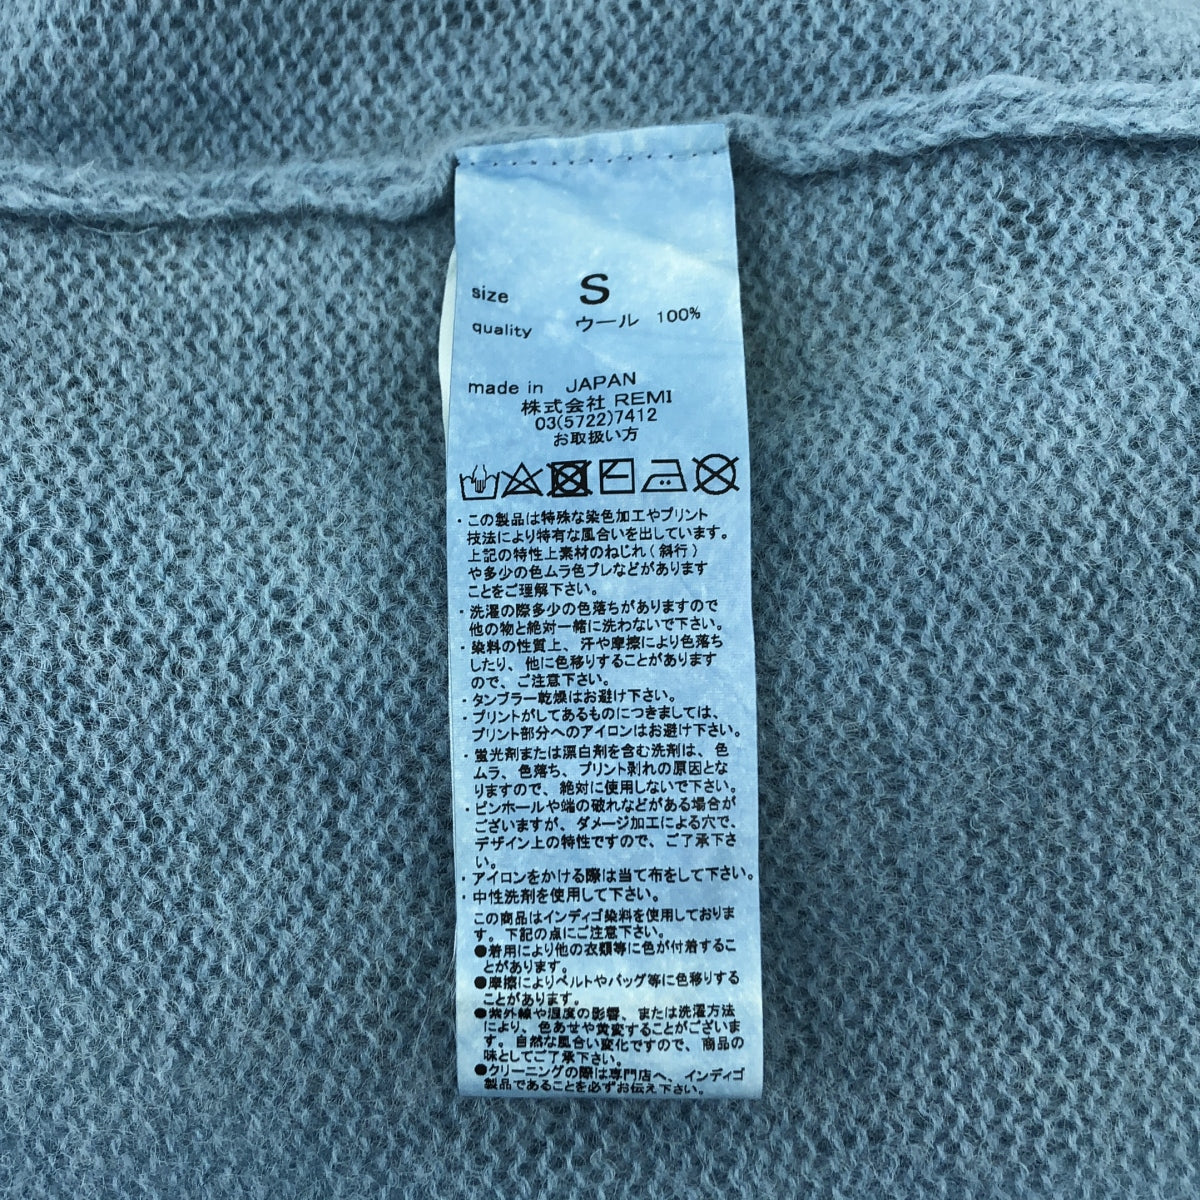 size S
quality ウール 100%
made in JAPAN
株式会社 REMI
03(5722)7412
お取扱い方
・この製品は特殊な染色加工やプリント
技法により特有な風合いを出しています。
上記の特性上素材のねじれ(斜行)
や多少の色ムラ色ブレなどがあります
ことをご理解下さい。
・洗濯の際多少の色落ちがありますので
他の物と絶対一緒に洗わないで下さい。
・染料の性質上、汗や摩擦により色落ち
したり、他に色移りすることがあります
ので、ご注意下さい。
・タンブラー乾燥はお避け下さい。
・プリントがしてあるものにつきましては、
プリント部分へのアイロンはお避け下さい。
・蛍光剤または漂白剤を含む洗剤は、色
ムラ、色落ち、プリント剥れの原因とな
りますので、絶対に使用しないで下さい。
・ピンホールや端の破れなどがある場合が
ございますが、ダメージ加工による穴で、
デザイン上の特性ですので、ご了承下さ
い。
・アイロンをかける際は当て布をして下さい。
・中性洗剤を使用して下さい。
この商品はインディゴ染料を使用しておりま
す。下記の点にご注意下さい。
●着用により他の衣類等に色が付着するこ
とがあります。
●摩擦によりベルトやバッグ等に色移りする
ことがあります。
●紫外線や湿度の影響、または洗濯方法
により、色あせや黄変することがございま
す。自然な風合い変化ですので、商品の
味としてご了承下さい。
●クリーニングの際は専門店へ、インディゴ
製品であることを必ずお伝え下さい。